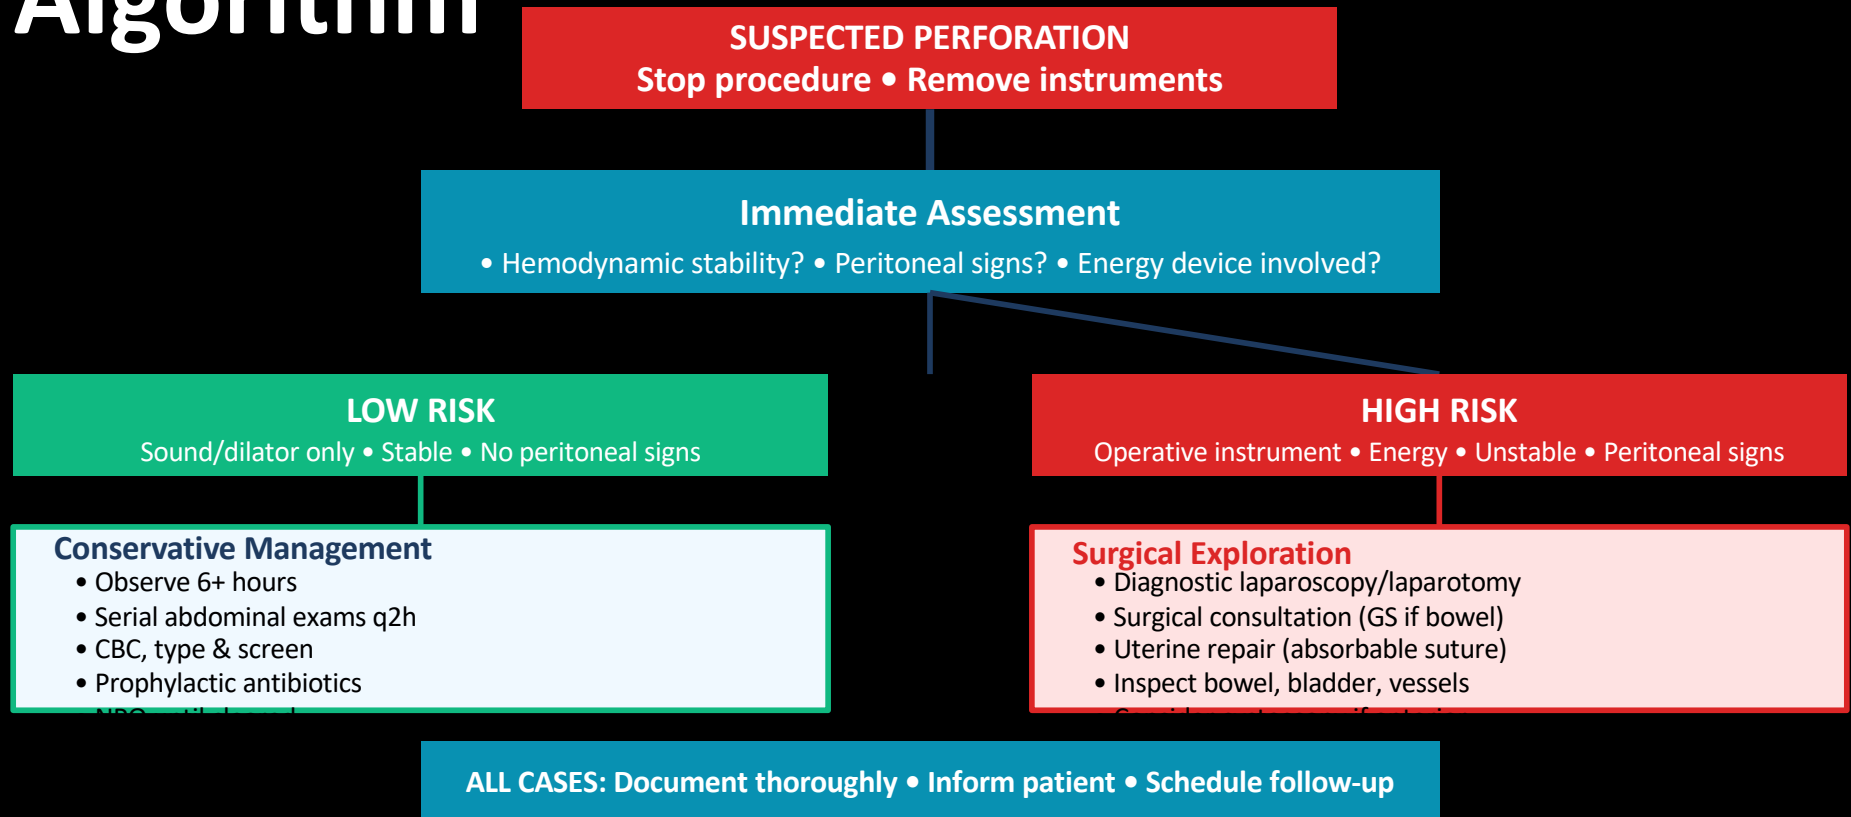 Algorithm
SUSPECTED PERFORATION
Stop procedure • Remove instruments
Immediate Assessment
• Hemodynamic stability? • Peritoneal signs? • Energy device involved?
LOW RISK
Sound/dilator only • Stable • No peritoneal signs
HIGH RISK
Operative instrument • Energy • Unstable • Peritoneal signs
Conservative Management
• Observe 6+ hours
• Serial abdominal exams q2h
• CBC, type & screen
• Prophylactic antibiotics
Surgical Exploration
• Diagnostic laparoscopy/laparotomy
• Surgical consultation (GS if bowel)
• Uterine repair (absorbable suture)
• Inspect bowel, bladder, vessels
ALL CASES: Document thoroughly • Inform patient • Schedule follow-up